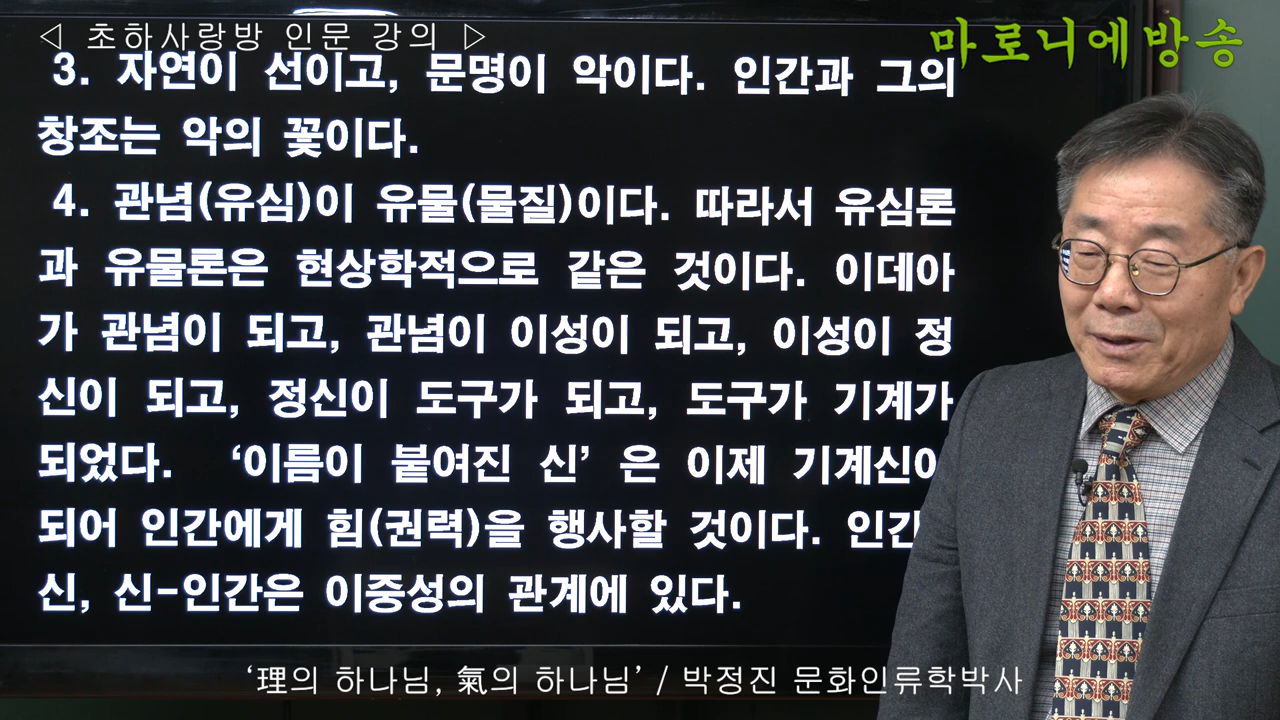 ◁ 초하사랑방 인문 강의 ▷
마로니에방송
3. 자연이 선이고, 문명이 악이다. 인간과 그의
창조는 악의 꽃이다.
4. 관념(유심)이 유물(물질)이다. 따라서 유심론
과 유물론은 현상학적으로 같은 것이다. 이데아
가 관념이 되고, 관념이 이성이 되고, 이성이 정
신이 되고, 정신이 도구가 되고, 도구가 기계가
되었다. ‘이름이 붙여진 신’ 은 이제
되어 인간에게 힘(권력)을 행사할 것이다. 인간
신, 신-인간은 이중성의 관계에 있다.
‘理의 하나님, 氣의 하나님’ / 박정진 문화인류학박사